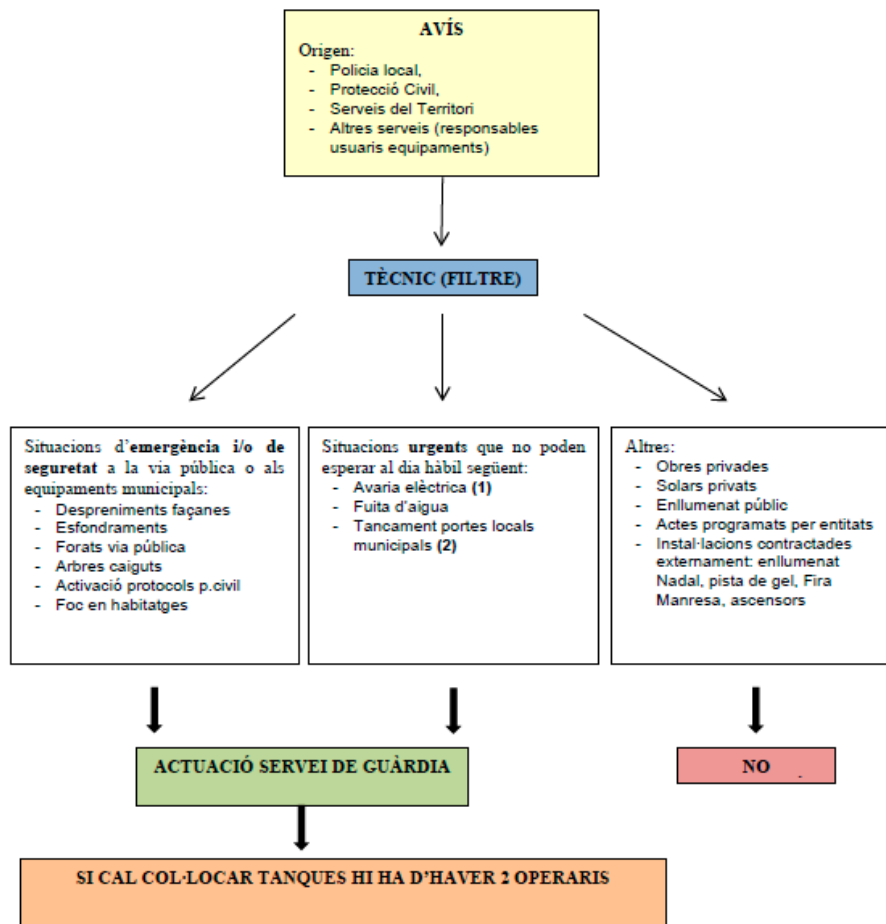 AVÍS
Origen:
- Policia local,
- Protecció Civil,
- Serveis del Territori
- Altres serveis (responsables
usuaris equipaments)
TÈCNIC (FILTRE)
Situacions d'emergència i/o de
seguretat a la via pública o als
equipaments municipals:
- Despreniments façanes
- Esfondraments
- Forats via pública
- Arbres caiguts
- Activació protocols p.civil
- Foc en habitatges
Situacions urgents que no poden
esperar al dia hàbil següent:
- Avaria elèctrica (1)
- Fuita d'aigua
- Tancament portes locals
municipals (2)
Altres:
- Obres privades
- Solars privats
- Enllumenat públic
- Actes programats per entitats
- Instal·lacions contractades
externament: enllumenat
Nadal, pista de gel, Fira
Manresa, ascensors
ACTUACIÓ SERVEI DE GUÀRDIA
NO .
SI CAL COL·LOCAR TANQUES HI HA D'HAVER 2 OPERARIS